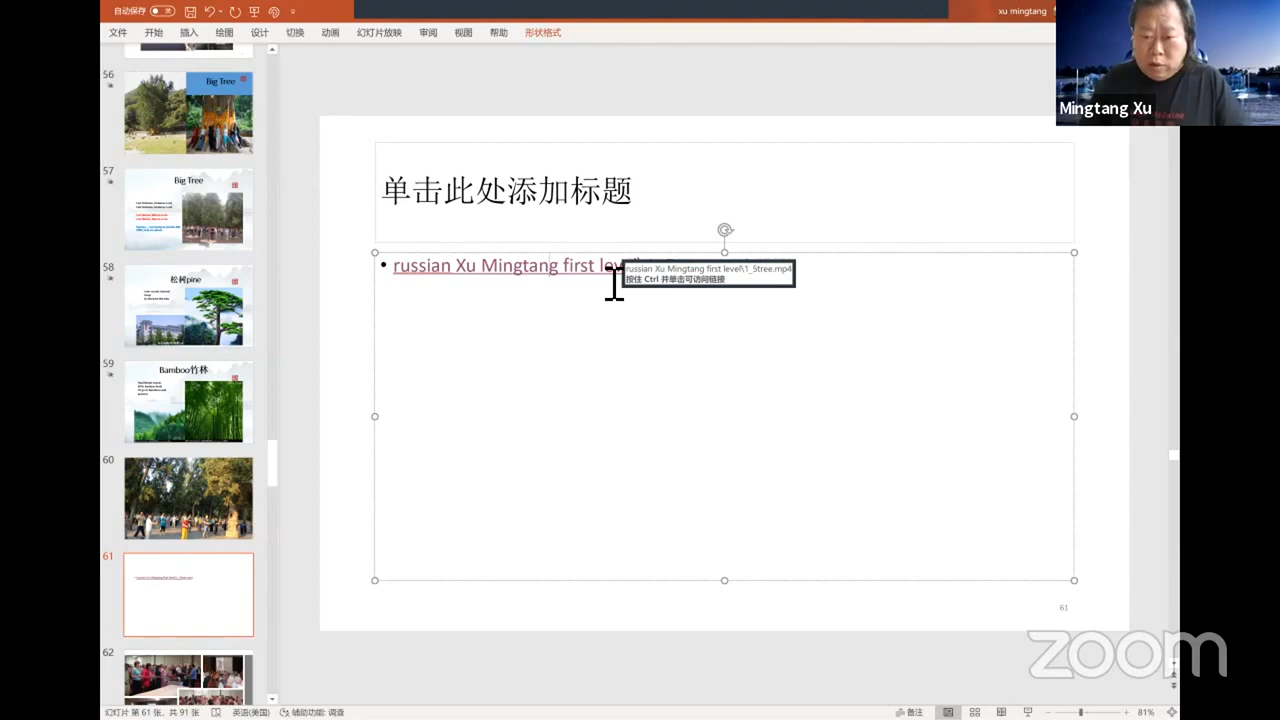 自动保存 关
xu mingtang
文件 开始 插入 绘图 设计 切换 动画 幻灯片放映 审阅 视图 帮助 形状格式
Mingtang Xu
56
Big Tree
57
Big Tree
58
松树pine
59
Bamboo竹林
60
61
62
单击此处添加标题
• russian Xu Mingtang first lev
russian Xu Mingtang first level\1_5tree.mp4
按住 Ctrl 并单击可访问链接
61
zoom
幻灯片 第 61 张，共 91 张 英语(美国) 辅助功能: 调查
备注 81%